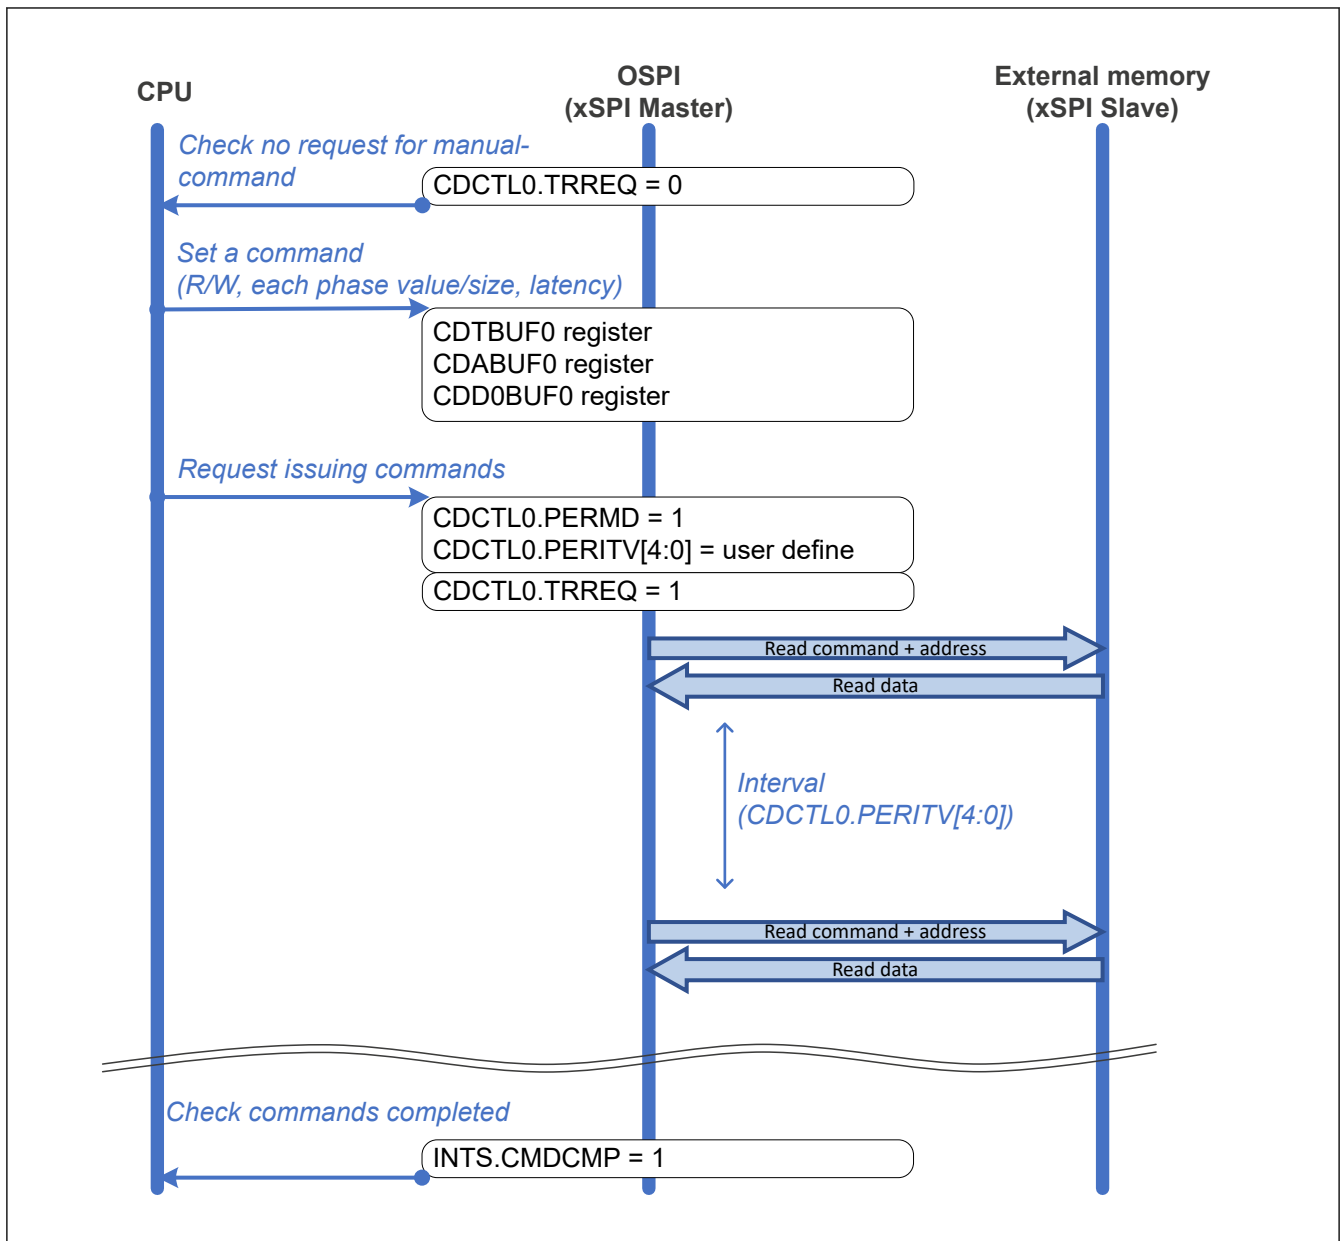 CPU
OSPI
(xSPI Master)
External memory
(xSPI Slave)
Check no request for manual-
command
CDCTL0.TRREQ = 0
Set a command
(R/W, each phase value/size, latency)
CDTBUF0 register
CDABUF0 register
CDD0BUF0 register
Request issuing commands
CDCTL0.PERMD = 1
CDCTL0.PERITV[4:0] = user define
CDCTL0.TRREQ = 1
Read command + address
Read data
Interval
(CDCTL0.PERITV[4:0])
Read command + address
Read data
Check commands completed
INTS.CMDCMP = 1